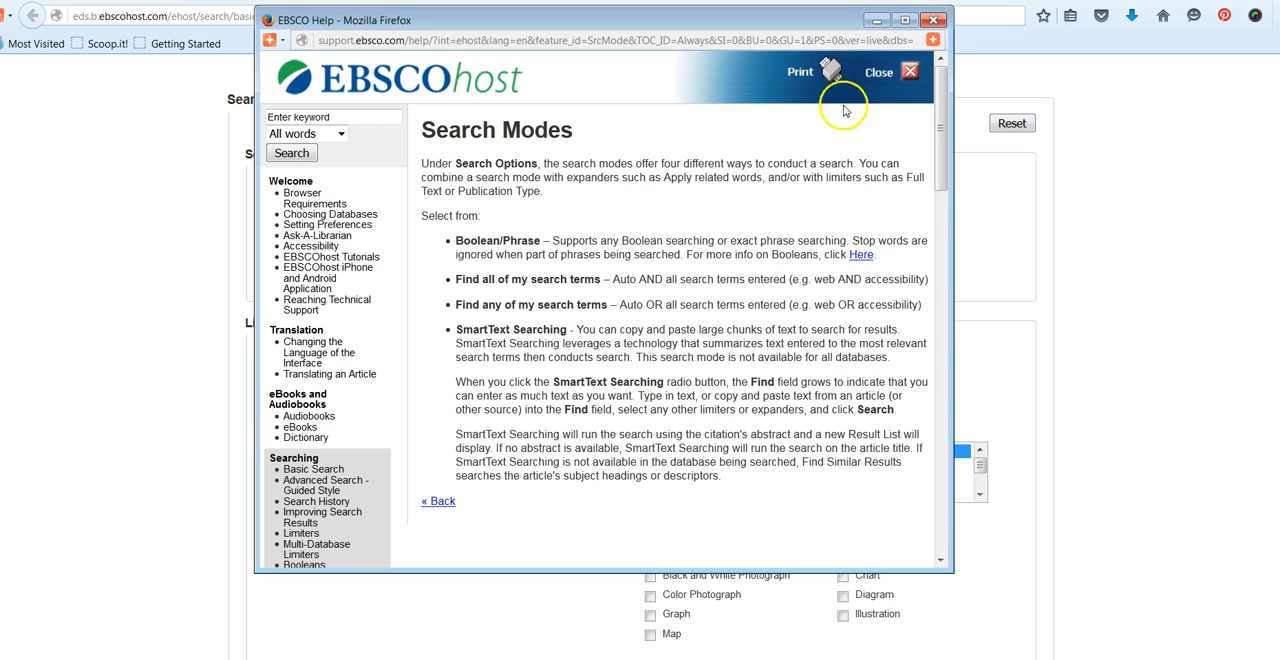 EBSCO Help - Mozilla Firefox
eds.b.ebscohost.com/ehost/search/basi
support.ebsco.com/help/?int=ehost&lang=en&feature_id=SrcMode&TOC_ID=Always&SI=0&BU=0&GU=1&PS=0&ver=live&dbs=
Most Visited
Scoop.it!
Getting Started
EBSCOhost
Print
Close
Reset
Enter keyword
All words
Search
Welcome
Browser
Requirements
Choosing Databases
Setting Preferences
Ask-A-Librarian
Accessibility
EBSCOhost Tutorials
EBSCOhost iPhone
and Android
Application
Reaching Technical
Support
Translation
Changing the
Language of the
Interface
Translating an Article
eBooks and
Audiobooks
Audiobooks
eBooks
Dictionary
Searching
Basic Search
Advanced Search -
Guided Style
Search History
Improving Search
Results
Limiters
Multi-Database
Limiters
Booleans
Search Modes
Under Search Options, the search modes offer four different ways to conduct a search. You can
combine a search mode with expanders such as Apply related words, and/or with limiters such as Full
Text or Publication Type.
Select from:
• Boolean/Phrase – Supports any Boolean searching or exact phrase searching. Stop words are
ignored when part of phrases being searched. For more info on Booleans, click Here.
• Find all of my search terms – Auto AND all search terms entered (e.g. web AND accessibility)
• Find any of my search terms – Auto OR all search terms entered (e.g. web OR accessibility)
• SmartText Searching - You can copy and paste large chunks of text to search for results.
SmartText Searching leverages a technology that summarizes text entered to the most relevant
search terms then conducts search. This search mode is not available for all databases.
When you click the SmartText Searching radio button, the Find field grows to indicate that you
can enter as much text as you want. Type in text, or copy and paste text from an article (or
other source) into the Find field, select any other limiters or expanders, and click Search.
SmartText Searching will run the search using the citation's abstract and a new Result List will
display. If no abstract is available, SmartText Searching will run the search on the article title. If
SmartText Searching is not available in the database being searched, Find Similar Results
searches the article's subject headings or descriptors.
« Back
Black and White Photograph
Chart
Color Photograph
Diagram
Graph
Illustration
Map